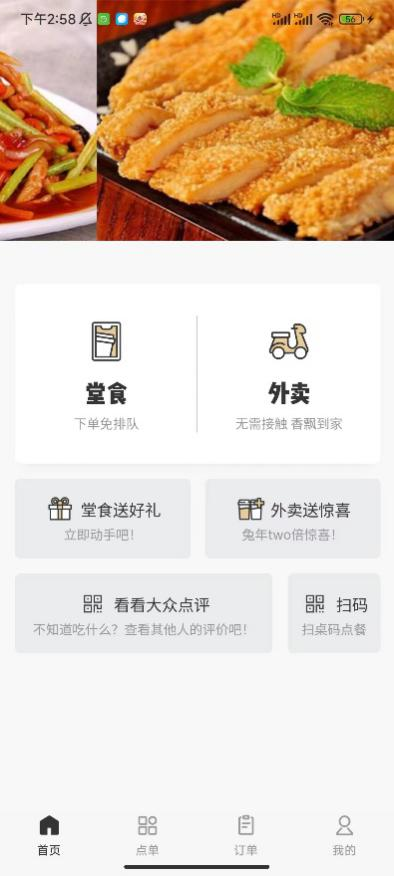 下午2:58
HD HD 56
堂食
外卖
下单免排队
无需接触 香飘到家
堂食送好礼
外卖送惊喜
立即动手吧！
兔年two倍惊喜！
看看大众点评
扫码
不知道吃什么？查看其他人的评价吧！
扫桌码点餐
首页
点单
订单
我的